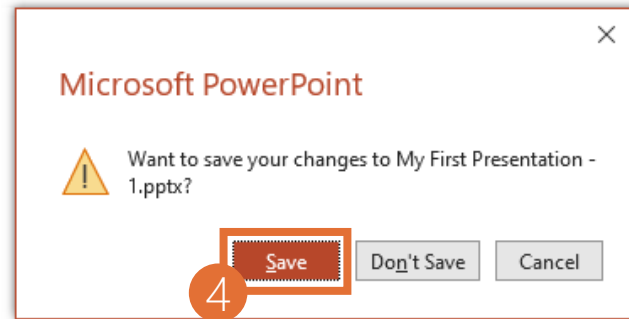 Microsoft PowerPoint
Want to save your changes to My First Presentation -
1.pptx?
Save Don't Save Cancel
4